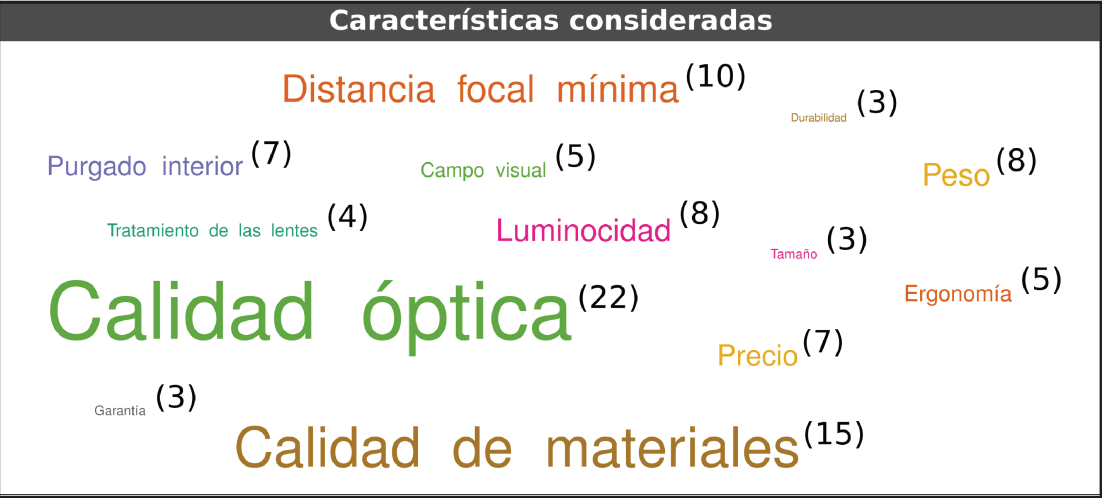 Características consideradas
Distancia focal mínima (10)
Durabilidad (3)
Purgado interior (7)
Campo visual (5)
Peso (8)
Tratamiento de las lentes (4)
Luminocidad (8)
Tamaño (3)
Calidad óptica (22)
Ergonomía (5)
Precio (7)
Garantía (3)
Calidad de materiales (15)